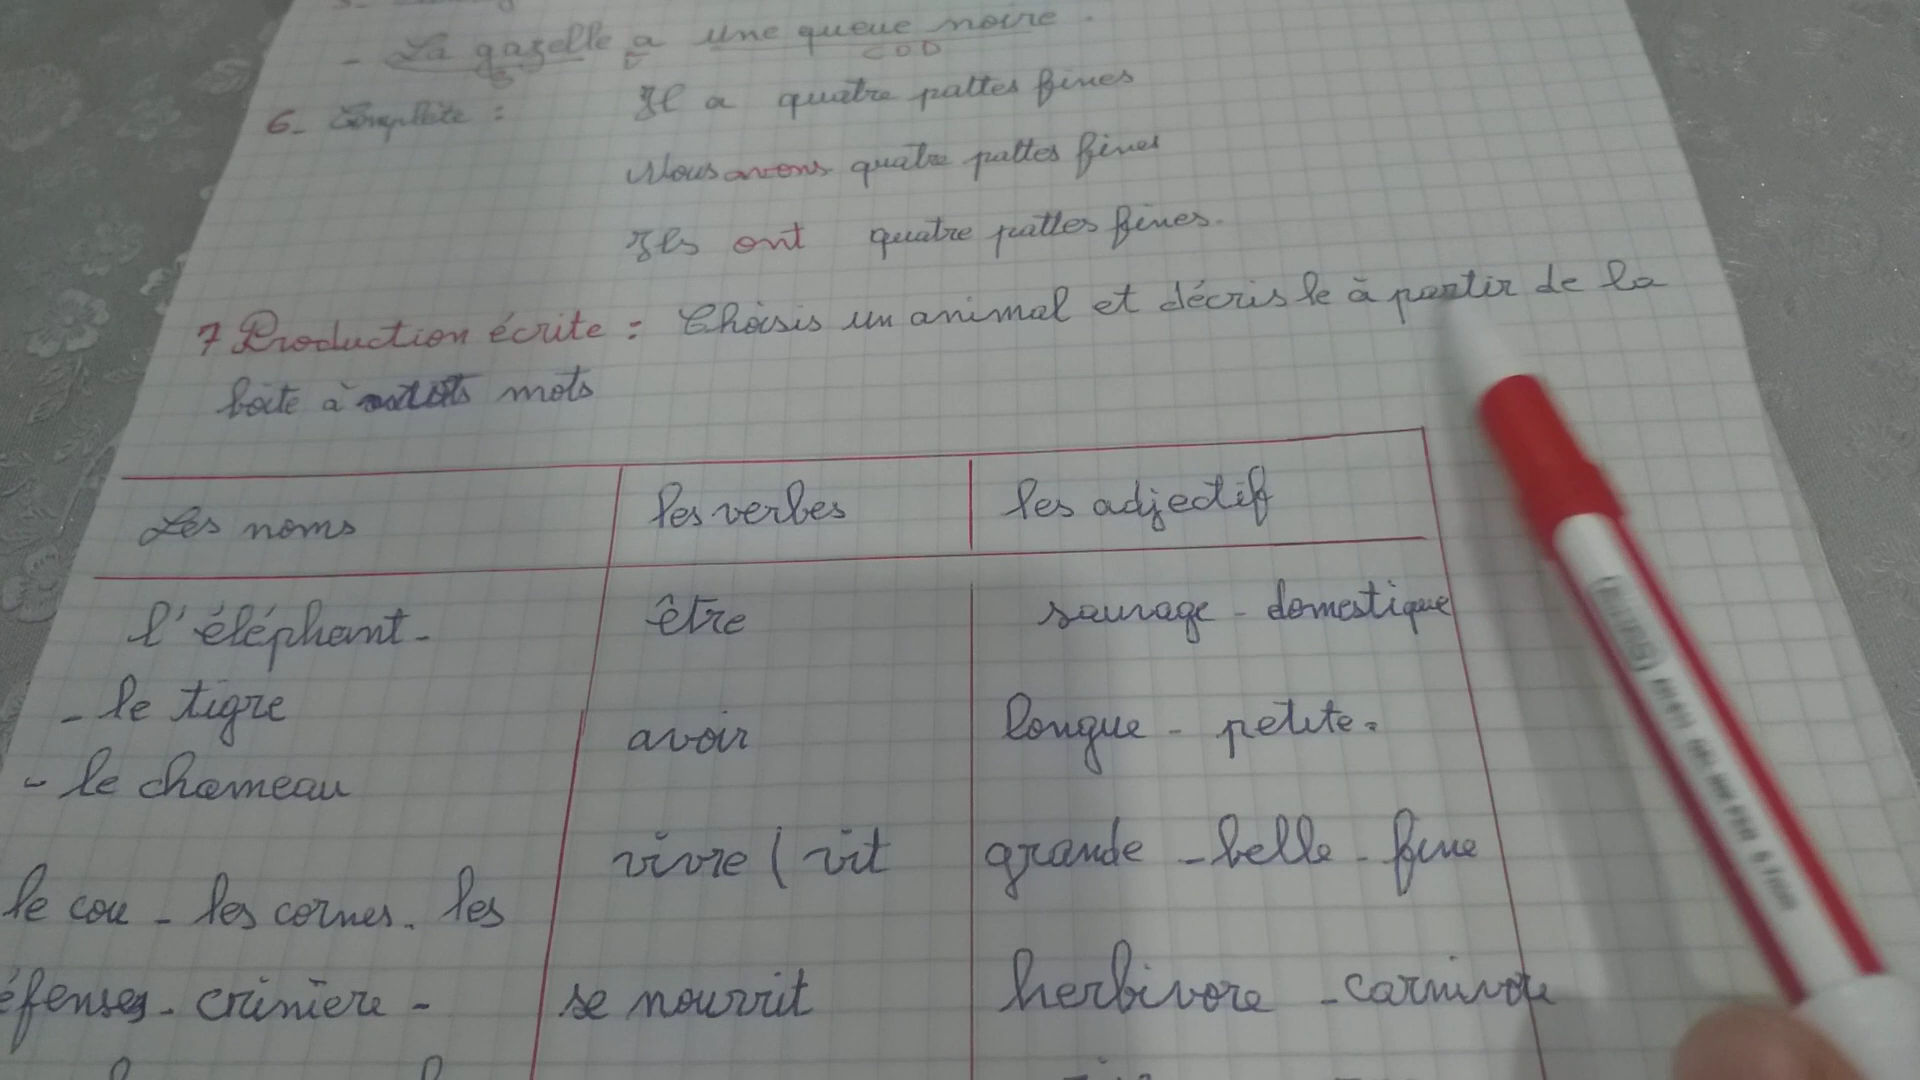 - La gazelle a une queue noire.
S V COD
6- Complète : Il a quatre pattes fines
Nous avons quatre pattes fines
Ils ont quatre pattes fines.
7 Production écrite : Choisis un animal et décris le à partir de la
boite à mots
Les noms les verbes les adjectif
l'éléphant - être sauvage - domestique
- le tigre avoir longue - petite
- le chameau vivre ( vit grande - belle - fine
le cou - les cornes. les
éfenses - crinière - se nourrit herbivore - carnivore